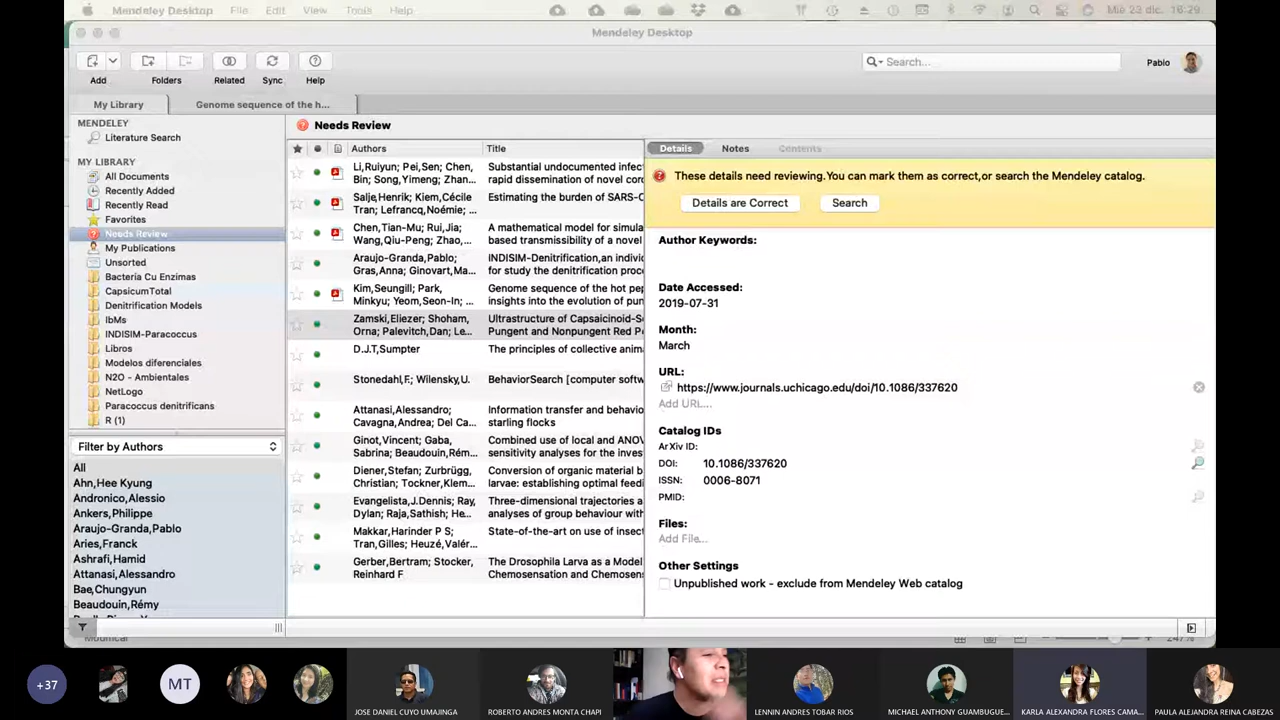 Mendeley Desktop File Edit View Tools Help Mié 23 dic. 16:29
Mendeley Desktop
Add Folders Related Sync Help
Search...
Pablo
My Library Genome sequence of the h...
MENDELEY
Literature Search
MY LIBRARY
All Documents
Recently Added
Recently Read
Favorites
Needs Review
My Publications
Unsorted
Bacteria Cu Enzimas
CapsicumTotal
Denitrification Models
IbMs
INDISIM-Paracoccus
Libros
Modelos diferenciales
N2O - Ambientales
NetLogo
Paracoccus denitrificans
R (1)
Filter by Authors
All
Ahn,Hee Kyung
Andronico,Alessio
Ankers,Philippe
Araujo-Granda,Pablo
Aries,Franck
Ashrafi,Hamid
Attanasi,Alessandro
Bae,Chungyun
Beaudouin,Rémy
Needs Review
Authors Title
Li,Ruiyun; Pei,Sen; Chen, Substantial undocumented infec
Bin; Song,Yimeng; Zhan... rapid dissemination of novel cor
Salje,Henrik; Kiem,Cécile Estimating the burden of SARS-C
Tran; Lefrancq,Noémie; ...
Chen,Tian-Mu; Rui,Jia; A mathematical model for simula
Wang,Qiu-Peng; Zhao,... based transmissibility of a novel
Araujo-Granda,Pablo; INDISIM-Denitrification,an individ
Gras,Anna; Ginovart,Ma... for study the denitrification proc
Kim,Seungill; Park, Genome sequence of the hot pep
Minkyu; Yeom,Seon-In; ... insights into the evolution of pun
Zamski,Eliezer; Shoham, Ultrastructure of Capsaicinoid-S
Orna; Palevitch,Dan; Le... Pungent and Nonpungent Red P
D.J.T,Sumpter The principles of collective anima
Stonedahl,F.; Wilensky,U. BehaviorSearch [computer softw
Attanasi,Alessandro; Information transfer and behavio
Cavagna,Andrea; Del Ca... starling flocks
Ginot,Vincent; Gaba, Combined use of local and ANOV
Sabrina; Beaudouin,Rém... sensitivity analyses for the newl
Diener,Stefan; Zurbrügg, Conversion of organic material b
Christian; Tockner,Klem... larvae: establishing optimal feedi
Evangelista,J.Dennis; Ray, Three-dimensional trajectories a
Dylan; Raja,Sathish; He... analyses of group behaviour with
Makkar,Harinder P S; State-of-the-art on use of insect
Tran,Gilles; Heuzé,Valér...
Gerber,Bertram; Stocker, The Drosophila Larva as a Model
Reinhard F Chemosensation and Chemosens
Details Notes Contents
These details need reviewing.You can mark them as correct,or search the Mendeley catalog.
Details are Correct Search
Author Keywords:
Date Accessed:
2019-07-31
Month:
March
URL:
https://www.journals.uchicago.edu/doi/10.1086/337620
Add URL...
Catalog IDs
ArXiv ID:
DOI: 10.1086/337620
ISSN: 0006-8071
PMID:
Files:
Add File...
Other Settings
Unpublished work - exclude from Mendeley Web catalog
247%
+37 MT JOSE DANIEL CUYO UMAJINGA ROBERTO ANDRES MONTA CHAPI LENNIN ANDRES TOBAR RIOS MICHAEL ANTHONY GUAMBUGUE... KARLA ALEXANDRA FLORES CAMA... PAULA ALEJANDRA REINA CABEZAS